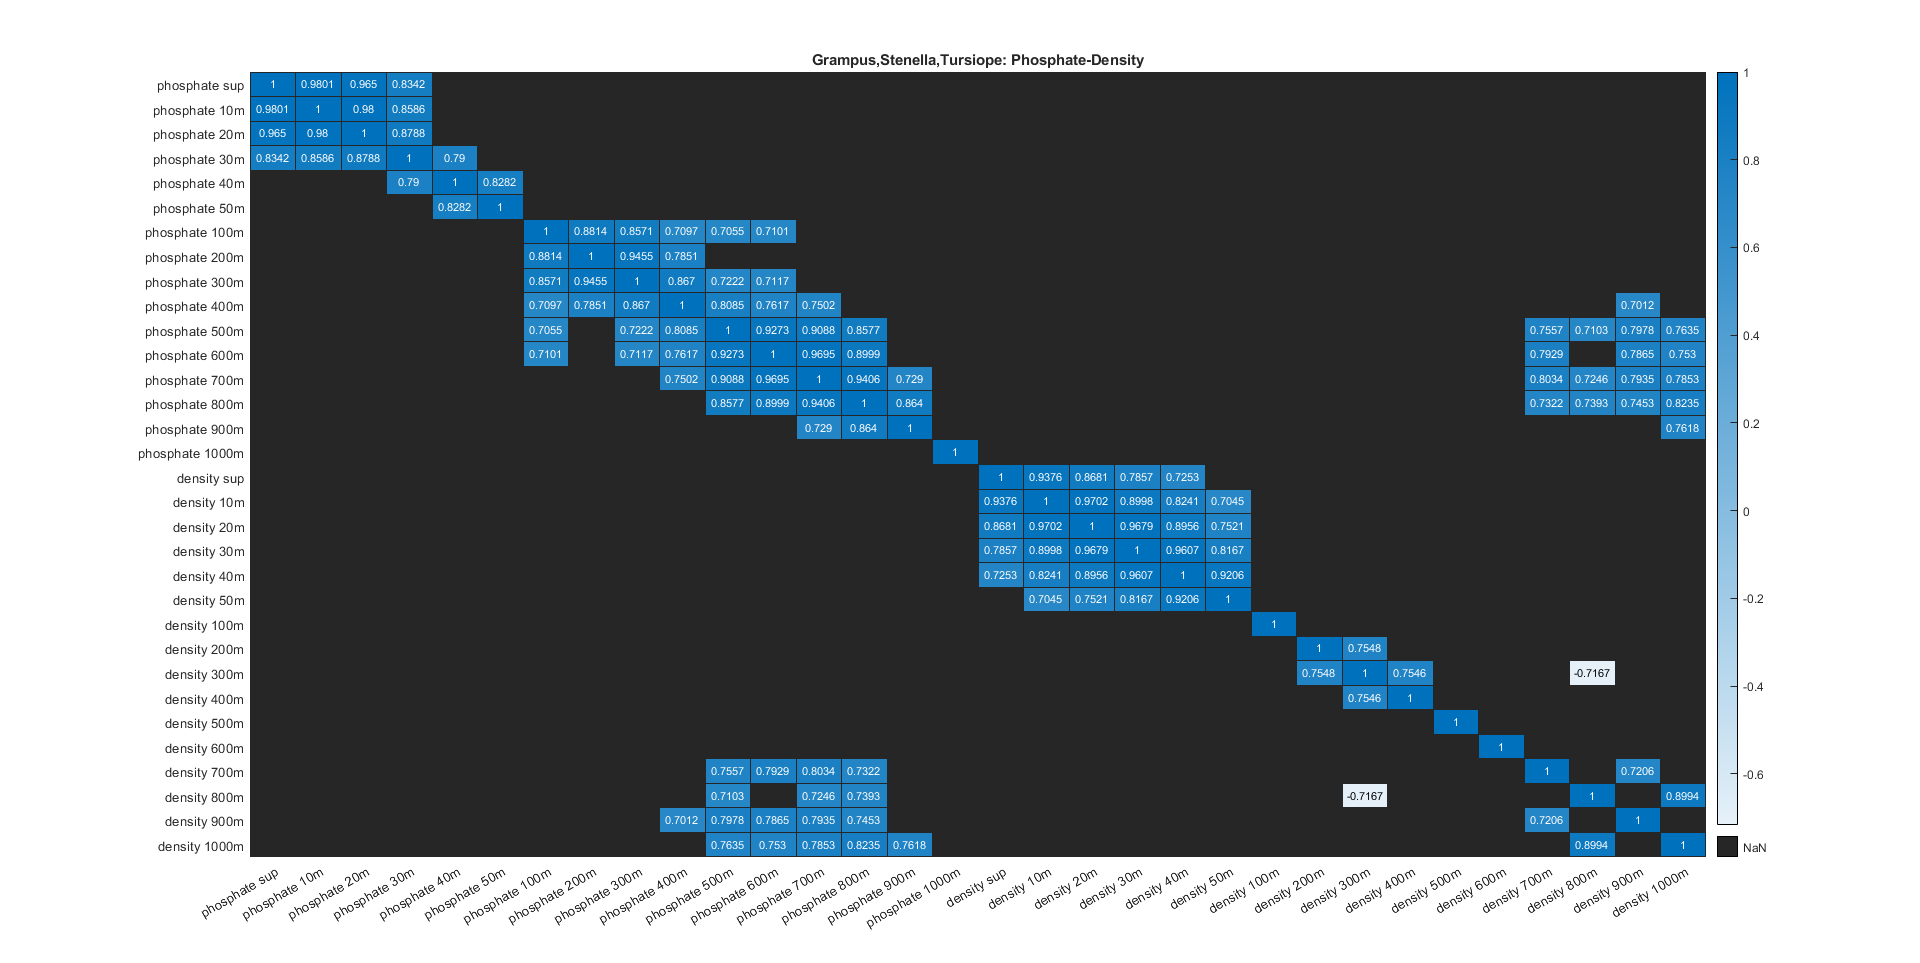 Grampus,Stenella,Tursiope: Phosphate-Density
phosphate sup 1 0.9801 0.965 0.8342
phosphate 10m 0.9801 1 0.98 0.8586
phosphate 20m 0.965 0.98 1 0.8788
phosphate 30m 0.8342 0.8586 0.8788 1 0.79
phosphate 40m 0.79 1 0.8282
phosphate 50m 0.8282 1
phosphate 100m 1 0.8814 0.8571 0.7097 0.7055 0.7101
phosphate 200m 0.8814 1 0.9455 0.7851
phosphate 300m 0.8571 0.9455 1 0.867 0.7222 0.7117
phosphate 400m 0.7097 0.7851 0.867 1 0.8085 0.7617 0.7502 0.7012
phosphate 500m 0.7055 0.7222 0.8085 1 0.9273 0.9088 0.8577 0.7557 0.7103 0.7978 0.7635
phosphate 600m 0.7101 0.7117 0.7617 0.9273 1 0.9695 0.8999 0.7929 0.7865 0.753
phosphate 700m 0.7502 0.9088 0.9695 1 0.9406 0.729 0.8034 0.7246 0.7935 0.7853
phosphate 800m 0.8577 0.8999 0.9406 1 0.864 0.7322 0.7393 0.7453 0.8235
phosphate 900m 0.729 0.864 1 0.7618
phosphate 1000m 1
density sup 1 0.9376 0.8681 0.7857 0.7253
density 10m 0.9376 1 0.9702 0.8998 0.8241 0.7045
density 20m 0.8681 0.9702 1 0.9679 0.8956 0.7521
density 30m 0.7857 0.8998 0.9679 1 0.9607 0.8167
density 40m 0.7253 0.8241 0.8956 0.9607 1 0.9206
density 50m 0.7045 0.7521 0.8167 0.9206 1
density 100m 1
density 200m 1 0.7548
density 300m 0.7548 1 0.7546 -0.7167
density 400m 0.7546 1
density 500m 1
density 600m 1
density 700m 0.7557 0.7929 0.8034 0.7322 1 0.7206
density 800m 0.7103 0.7246 0.7393 -0.7167 1 0.8994
density 900m 0.7012 0.7978 0.7865 0.7935 0.7453 0.7206 1
density 1000m 0.7635 0.753 0.7853 0.8235 0.7618 0.8994 1
phosphate sup
phosphate 10m
phosphate 20m
phosphate 30m
phosphate 40m
phosphate 50m
phosphate 100m
phosphate 200m
phosphate 300m
phosphate 400m
phosphate 500m
phosphate 600m
phosphate 700m
phosphate 800m
phosphate 900m
phosphate 1000m
density sup
density 10m
density 20m
density 30m
density 40m
density 50m
density 100m
density 200m
density 300m
density 400m
density 500m
density 600m
density 700m
density 800m
density 900m
density 1000m
1
0.8
0.6
0.4
0.2
0
-0.2
-0.4
-0.6
NaN